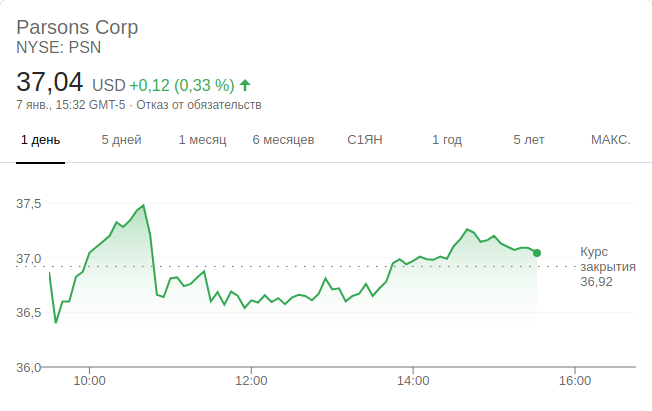 Parsons Corp
NYSE: PSN
37,04 USD +0,12 (0,33 %)
7 янв., 15:32 GMT-5 · Отказ от обязательств
1 день 5 дней 1 месяц 6 месяцев С1ЯН 1 год 5 лет МАКС.
37,5
37,0
36,5
36,0
Курс
закрытия
36,92
10:00 12:00 14:00 16:00